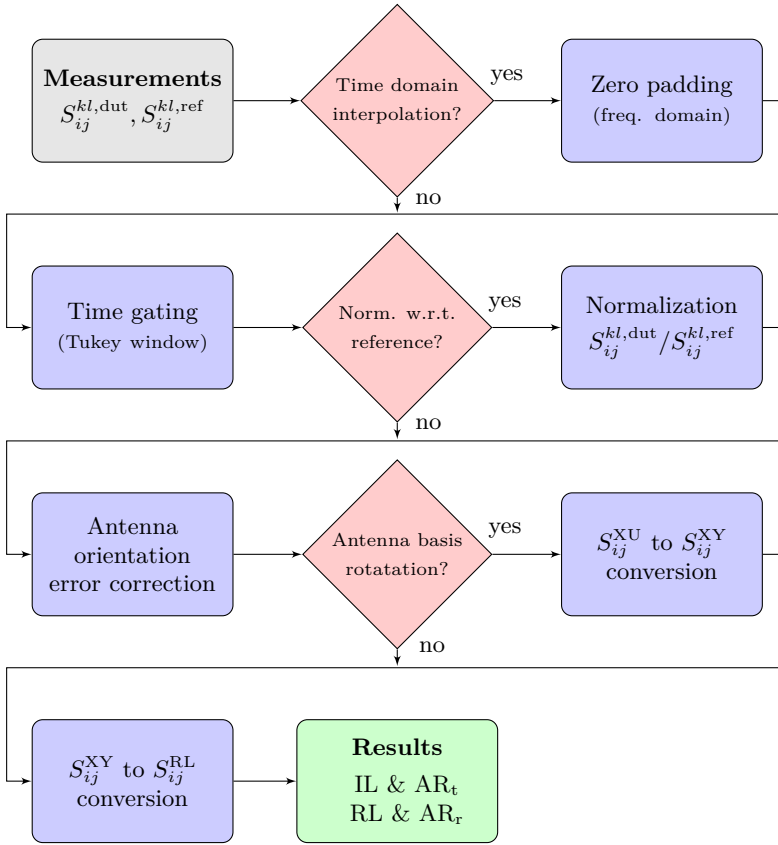 Measurements
S_{ij}^{kl,dut}, S_{ij}^{kl,ref}
Time domain
interpolation?
yes
Zero padding
(freq. domain)
no
Time gating
(Tukey window)
Norm. w.r.t.
reference?
yes
Normalization
S_{ij}^{kl,dut}/S_{ij}^{kl,ref}
no
Antenna
orientation
error correction
Antenna basis
rotatation?
yes
S_{ij}^{XU} to S_{ij}^{XY}
conversion
no
S_{ij}^{XY} to S_{ij}^{RL}
conversion
Results
IL & AR_t
RL & AR_r